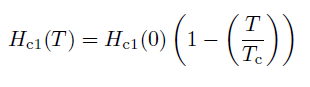 H_{c1}(T) = H_{c1}(0) \left( 1 - \left( \frac{T}{T_c} \right) \right)